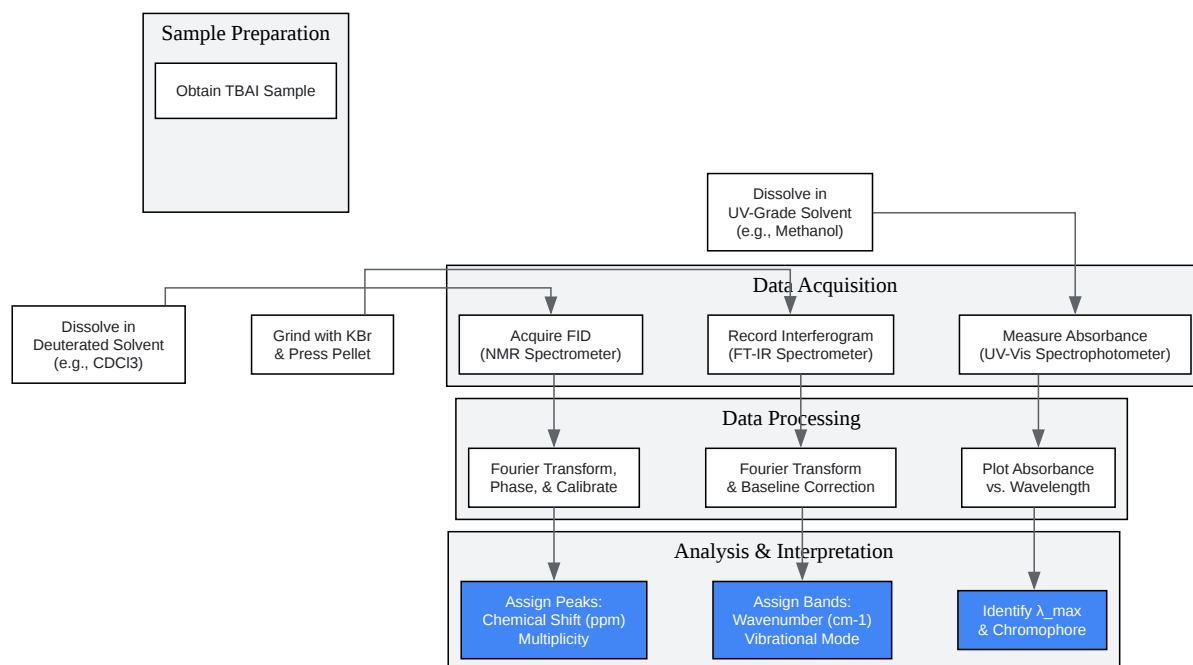 Sample Preparation
Obtain TBAI Sample
Dissolve in
UV-Grade Solvent
(e.g., Methanol)
Data Acquisition
Dissolve in
Deuterated Solvent
(e.g., CDCl3)
Grind with KBr
& Press Pellet
Acquire FID
(NMR Spectrometer)
Record Interferogram
(FT-IR Spectrometer)
Measure Absorbance
(UV-Vis Spectrophotometer)
Data Processing
Fourier Transform,
Phase, & Calibrate
Fourier Transform
& Baseline Correction
Plot Absorbance
vs. Wavelength
Analysis & Interpretation
Assign Peaks:
Chemical Shift (ppm)
Multiplicity
Assign Bands:
Wavenumber (cm-1)
Vibrational Mode
Identify λ_max
& Chromophore